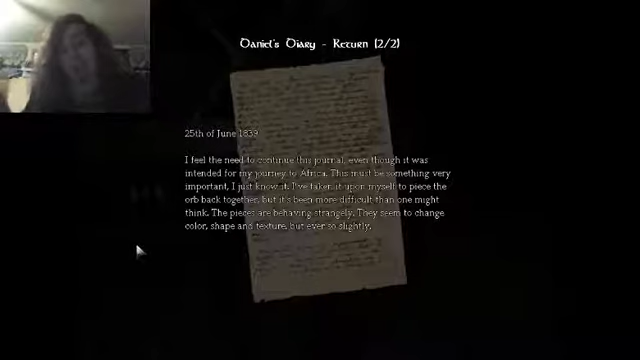 Daniel's Diary - Return (2/2)
25th of June 1839
I feel the need to continue this journal, even though it was
intended for my journey to Africa. This must be something very
important, I just know it. I've taken it upon myself to piece the
orb back together, but it's been more difficult than one might
think. The pieces are behaving strangely. They seem to change
color, shape and texture, but ever so slightly.